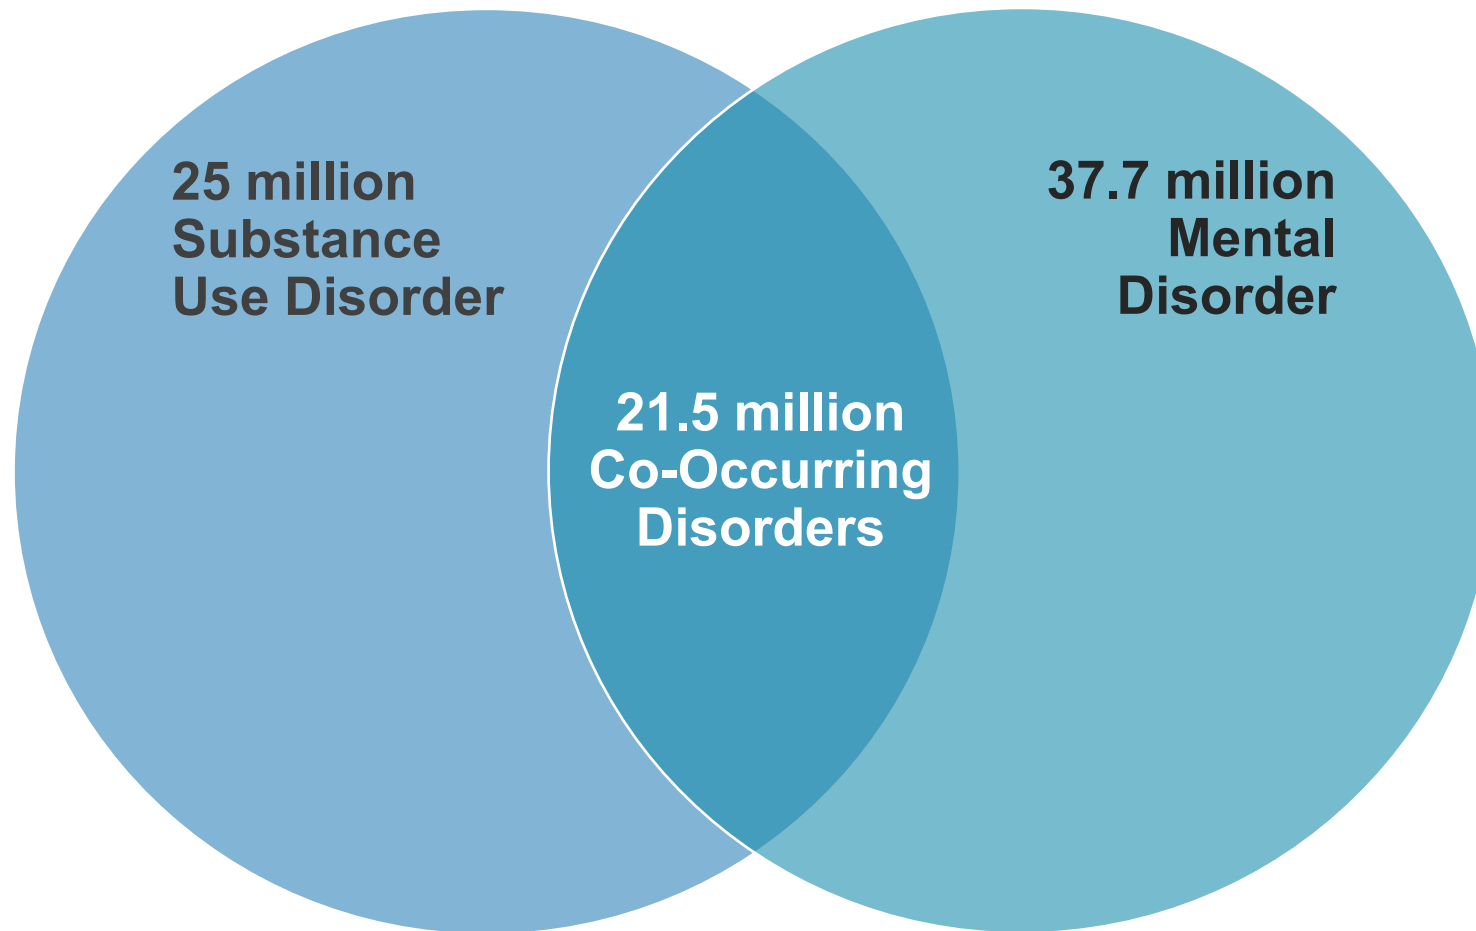 25 million
Substance
Use Disorder
37.7 million
Mental
Disorder
21.5 million
Co-Occurring
Disorders